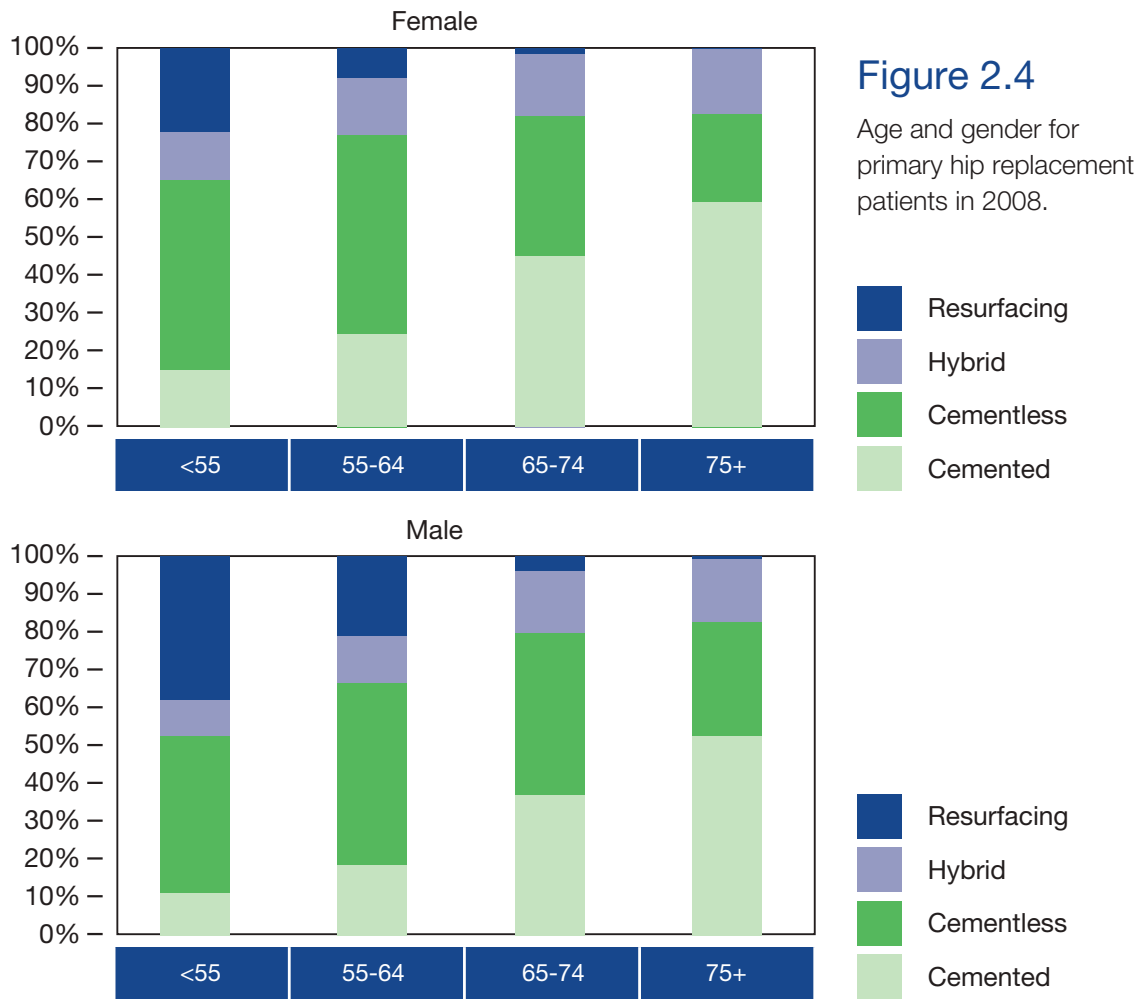 Female
100%
90%
80%
70%
60%
50%
40%
30%
20%
10%
0%
<55 55-64 65-74 75+
Figure 2.4
Age and gender for
primary hip replacement
patients in 2008.
Resurfacing
Hybrid
Cementless
Cemented
Male
100%
90%
80%
70%
60%
50%
40%
30%
20%
10%
0%
<55 55-64 65-74 75+
Resurfacing
Hybrid
Cementless
Cemented